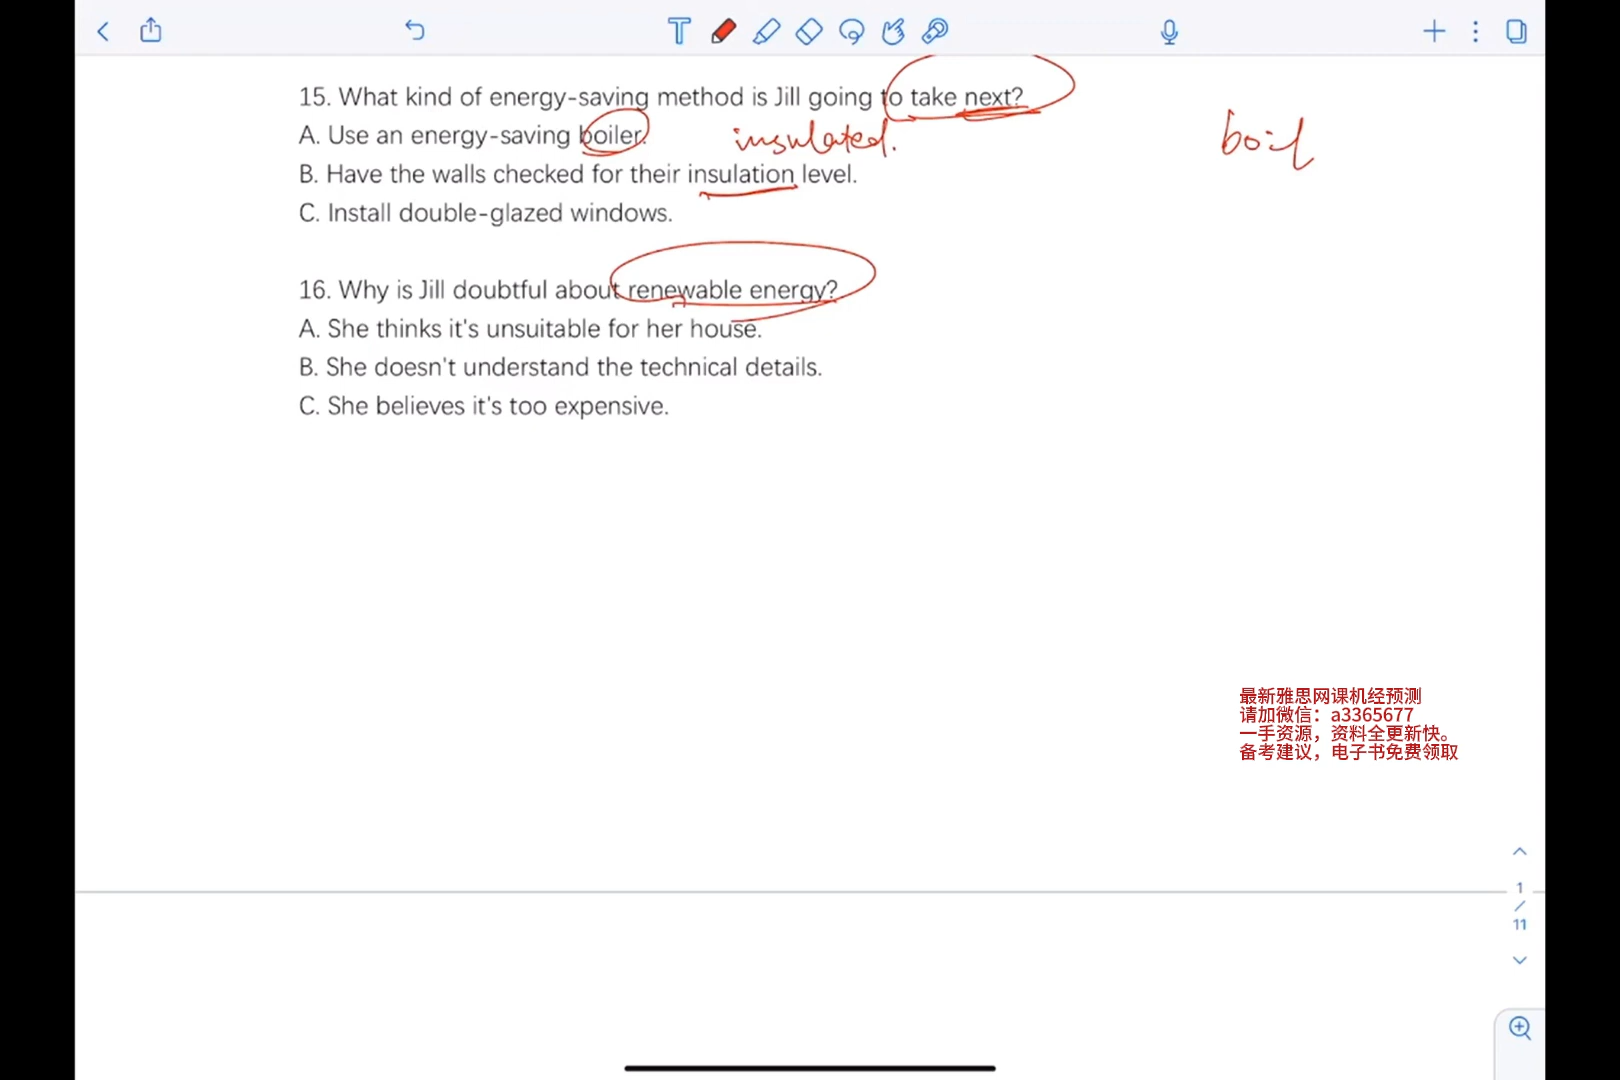 15. What kind of energy-saving method is Jill going to take next?
A. Use an energy-saving boiler.
insulated.
boil
B. Have the walls checked for their insulation level.
C. Install double-glazed windows.
16. Why is Jill doubtful about renewable energy?
A. She thinks it's unsuitable for her house.
B. She doesn't understand the technical details.
C. She believes it's too expensive.
最新雅思网课机经预测
请加微信：a3365677
一手资源，资料全更新快。
备考建议，电子书免费领取
1
/
11